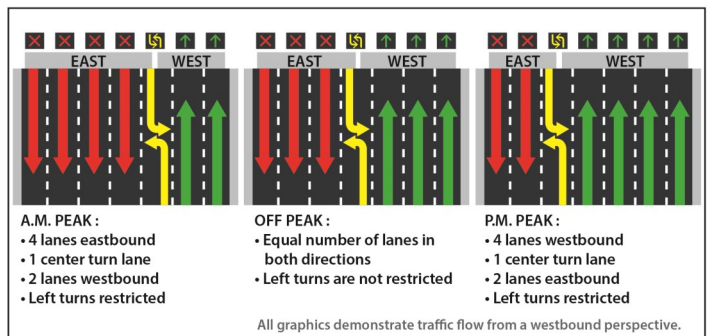 EAST WEST
EAST WEST
EAST WEST
A.M. PEAK :
• 4 lanes eastbound
• 1 center turn lane
• 2 lanes westbound
• Left turns restricted
OFF PEAK :
• Equal number of lanes in
both directions
• Left turns are not restricted
P.M. PEAK :
• 4 lanes westbound
• 1 center turn lane
• 2 lanes eastbound
• Left turns restricted
All graphics demonstrate traffic flow from a westbound perspective.